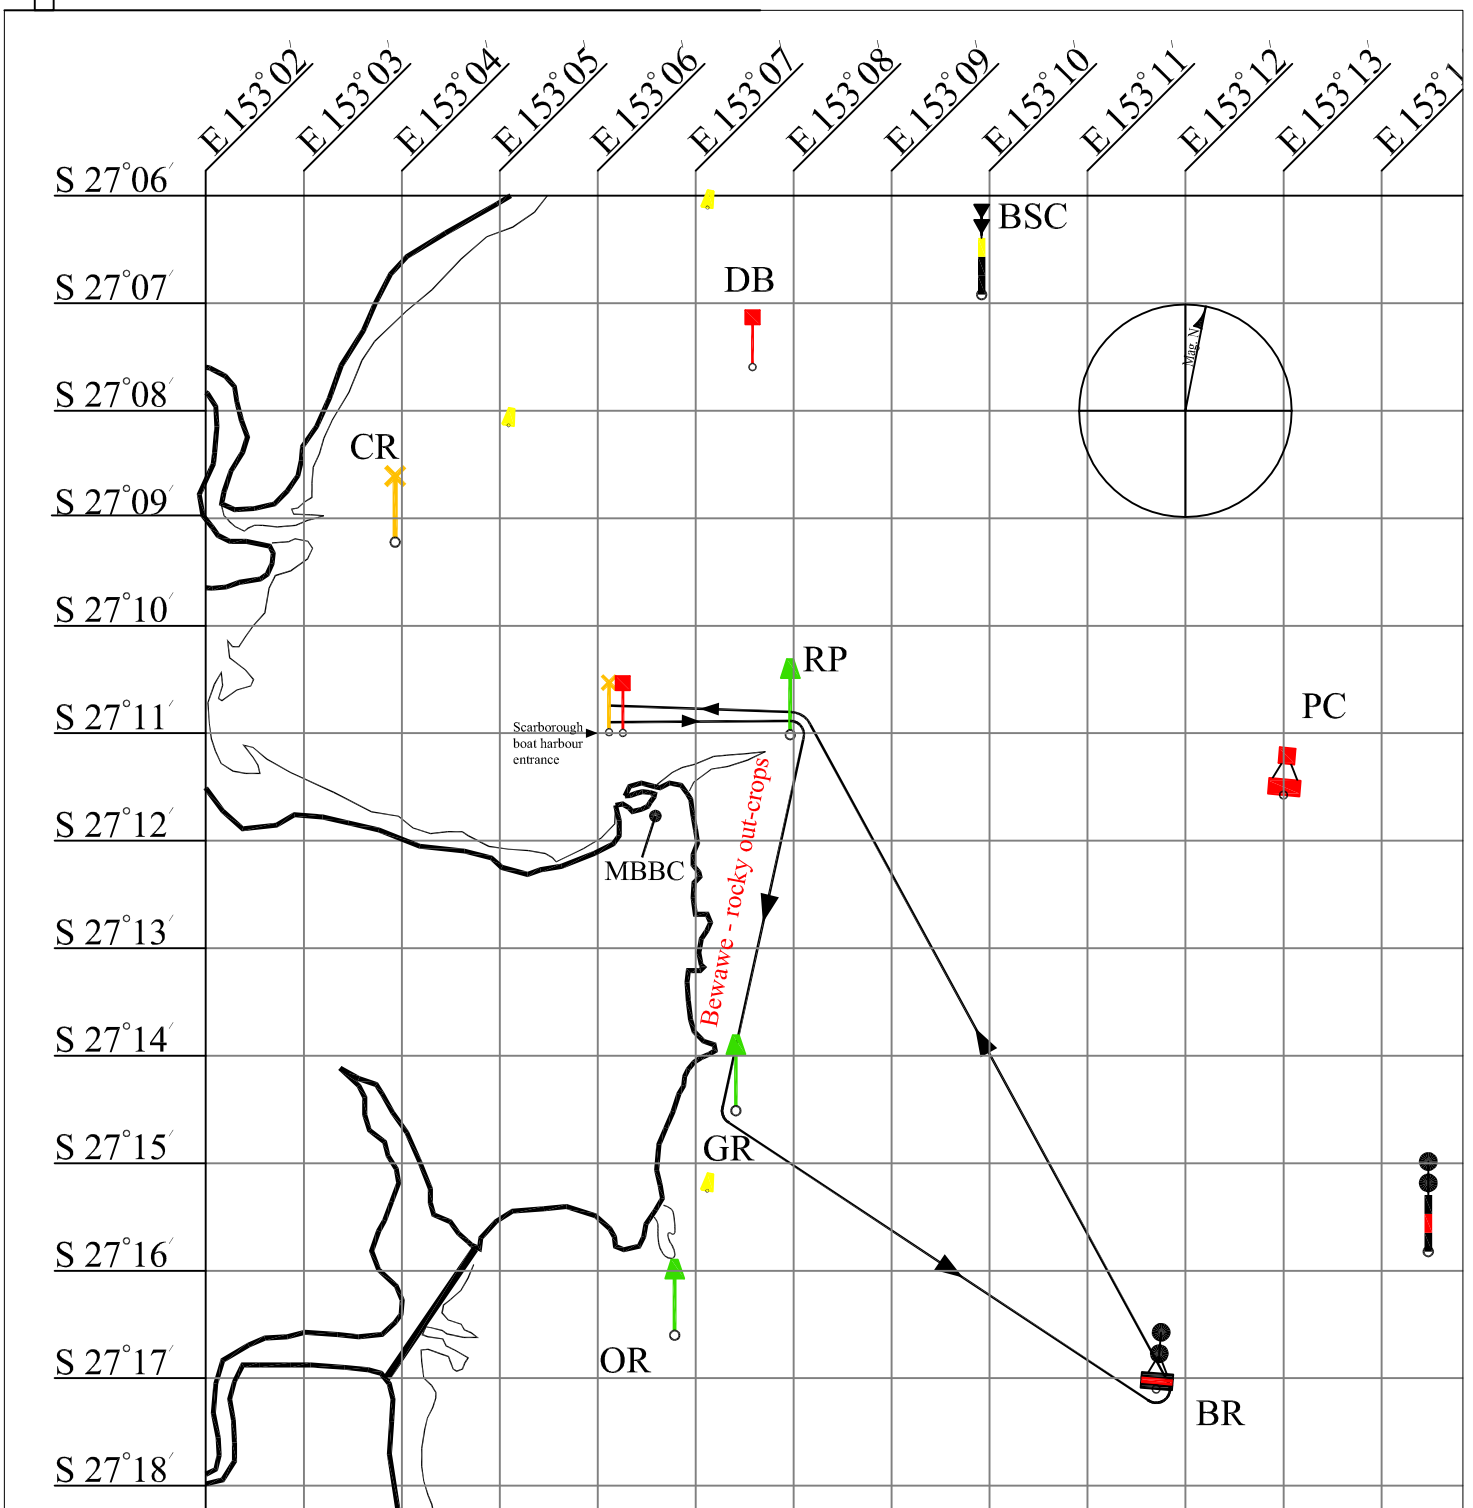 E 153°02′
E 153°03′
E 153°04′
E 153°05′
E 153°06′
E 153°07′
E 153°08′
E 153°09′
E 153°10′
E 153°11′
E 153°12′
E 153°13′
E 153°1
S 27°06′
BSC
DB
S 27°07′
Mag. N
S 27°08′
CR
S 27°09′
S 27°10′
RP
PC
S 27°11′
Scarborough
boat harbour
entrance
Bewawe - rocky out-crops
S 27°12′
MBBC
S 27°13′
S 27°14′
S 27°15′
GR
S 27°16′
S 27°17′
OR
BR
S 27°18′